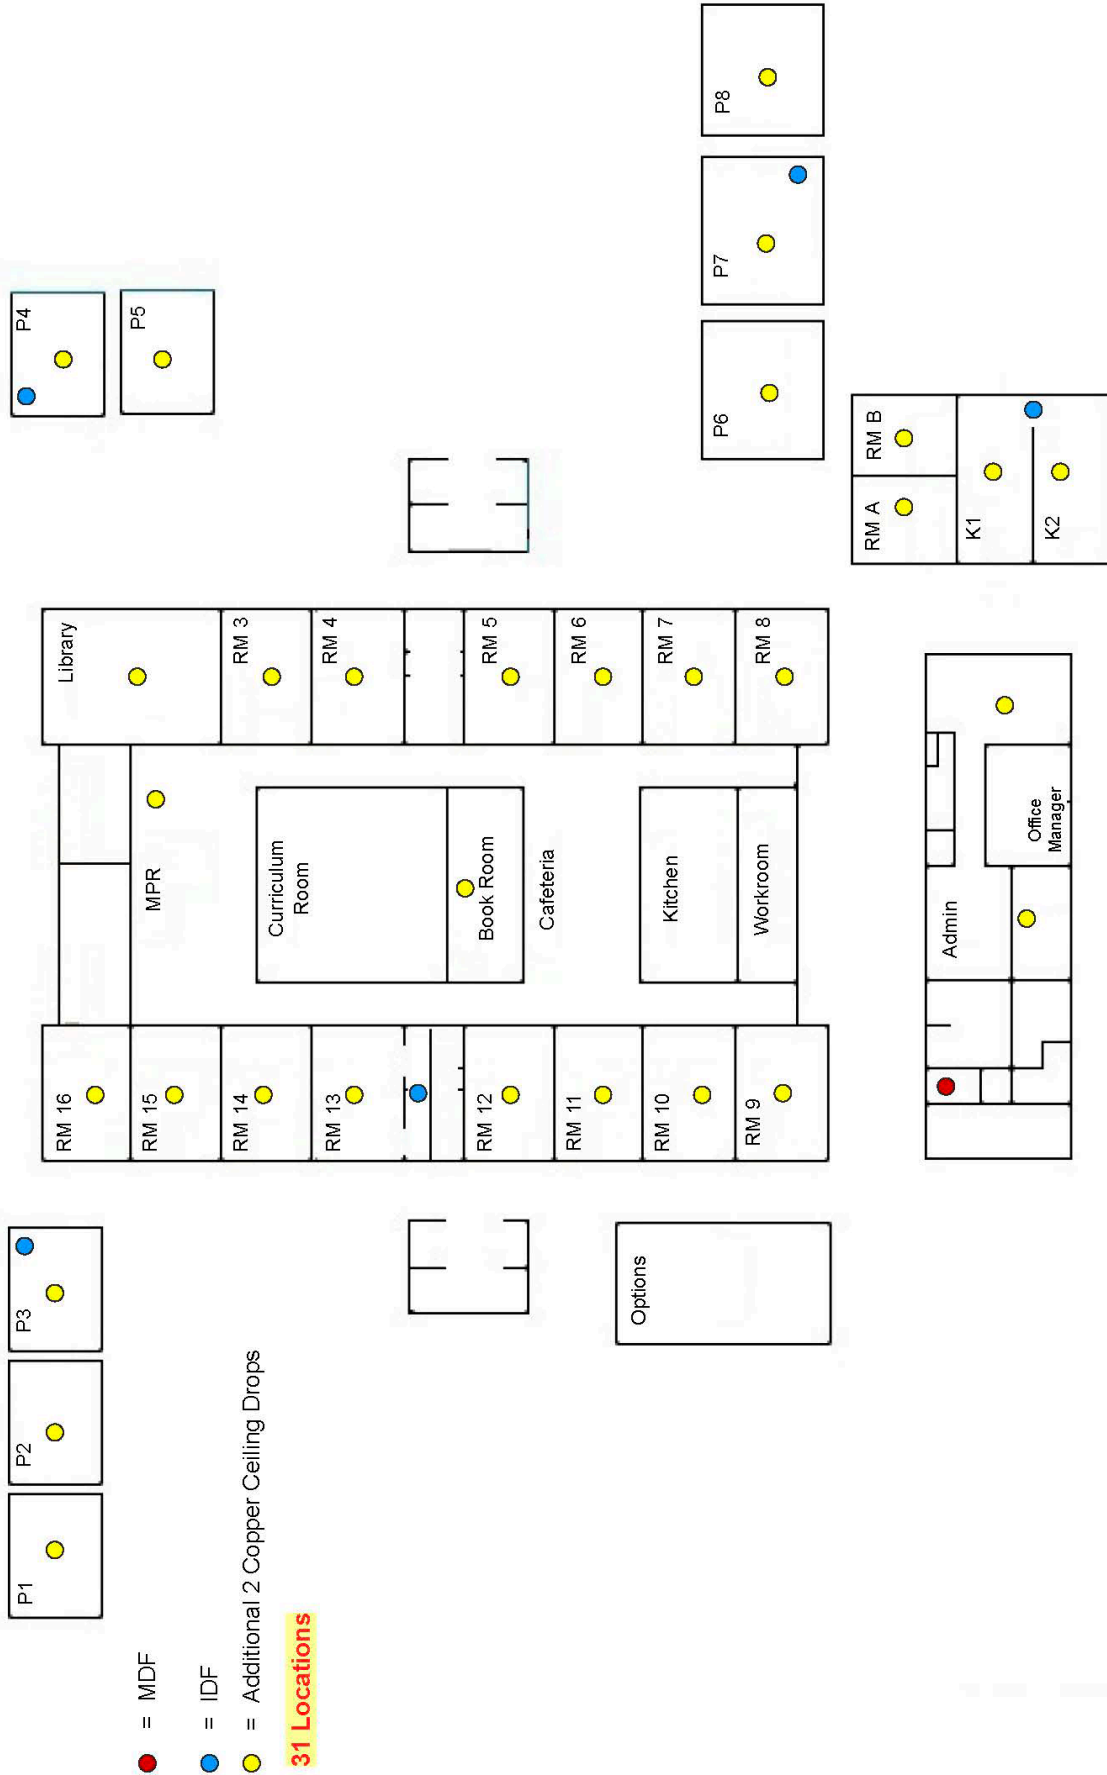 P1
P2
P3
P4
P5
RM 16
MPR
Library
RM 15
RM 14
RM 3
RM 13
RM 4
Curriculum
Room
Book Room
Cafeteria
RM 12
RM 5
RM 11
RM 6
RM 10
RM 7
Kitchen
RM 9
Workroom
RM 8
Options
P6
P7
P8
RM A
RM B
K1
K2
Admin
Office
Manager
= MDF
= IDF
= Additional 2 Copper Ceiling Drops
31 Locations